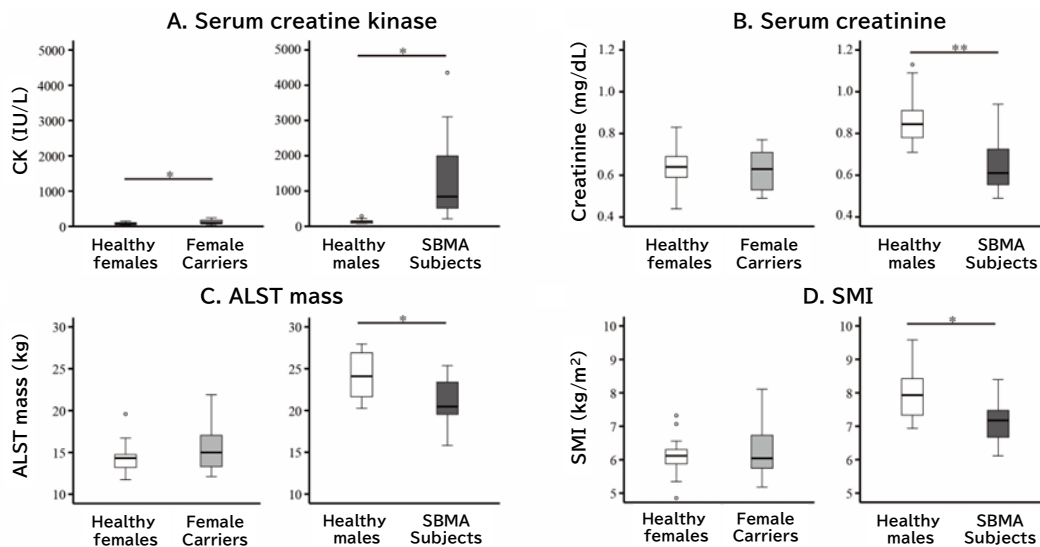 A. Serum creatine kinase
CK (IU/L)
5000
4000
3000
2000
1000
0
Healthy
females
Female
Carriers
*
5000
4000
3000
2000
1000
0
Healthy
males
SBMA
Subjects
*
B. Serum creatinine
Creatinine (mg/dL)
1.2
1.0
0.8
0.6
0.4
Healthy
females
Female
Carriers
1.2
1.0
0.8
0.6
0.4
Healthy
males
SBMA
Subjects
**
C. ALST mass
ALST mass (kg)
30
25
20
15
10
Healthy
females
Female
Carriers
30
25
20
15
10
Healthy
males
SBMA
Subjects
*
D. SMI
SMI (kg/m²)
10
9
8
7
6
5
Healthy
females
Female
Carriers
10
9
8
7
6
5
Healthy
males
SBMA
Subjects
*